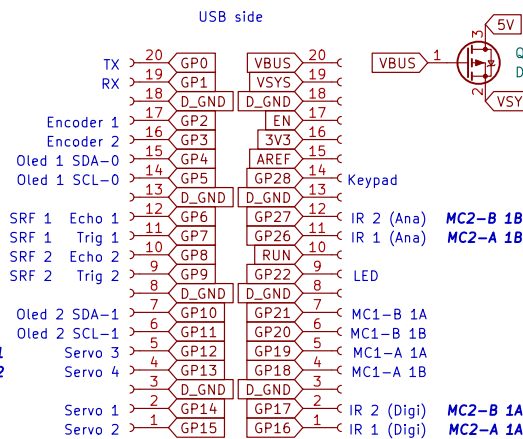 USB side
5V
VBUS 1 3 Q
D
2 VSY
TX 20 GP0 VBUS 20
RX 19 GP1 VSYS 19
18 D_GND D_GND 18
Encoder 1 17 GP2 EN 17
Encoder 2 16 GP3 3V3 16
Oled 1 SDA-0 15 GP4 AREF 15
Oled 1 SCL-0 14 GP5 GP28 14 Keypad
13 D_GND D_GND 13
SRF 1 Echo 1 12 GP6 GP27 12 IR 2 (Ana) MC2-B 1B
SRF 1 Trig 1 11 GP7 GP26 11 IR 1 (Ana) MC2-A 1B
SRF 2 Echo 2 10 GP8 RUN 10
SRF 2 Trig 2 9 GP9 GP22 9 LED
8 D_GND D_GND 8
Oled 2 SDA-1 7 GP10 GP21 7 MC1-B 1A
Oled 2 SCL-1 6 GP11 GP20 6 MC1-B 1B
1 Servo 3 5 GP12 GP19 5 MC1-A 1A
2 Servo 4 4 GP13 GP18 4 MC1-A 1B
3 D_GND D_GND 3
Servo 1 2 GP14 GP17 2 IR 2 (Digi) MC2-B 1A
Servo 2 1 GP15 GP16 1 IR 1 (Digi) MC2-A 1A